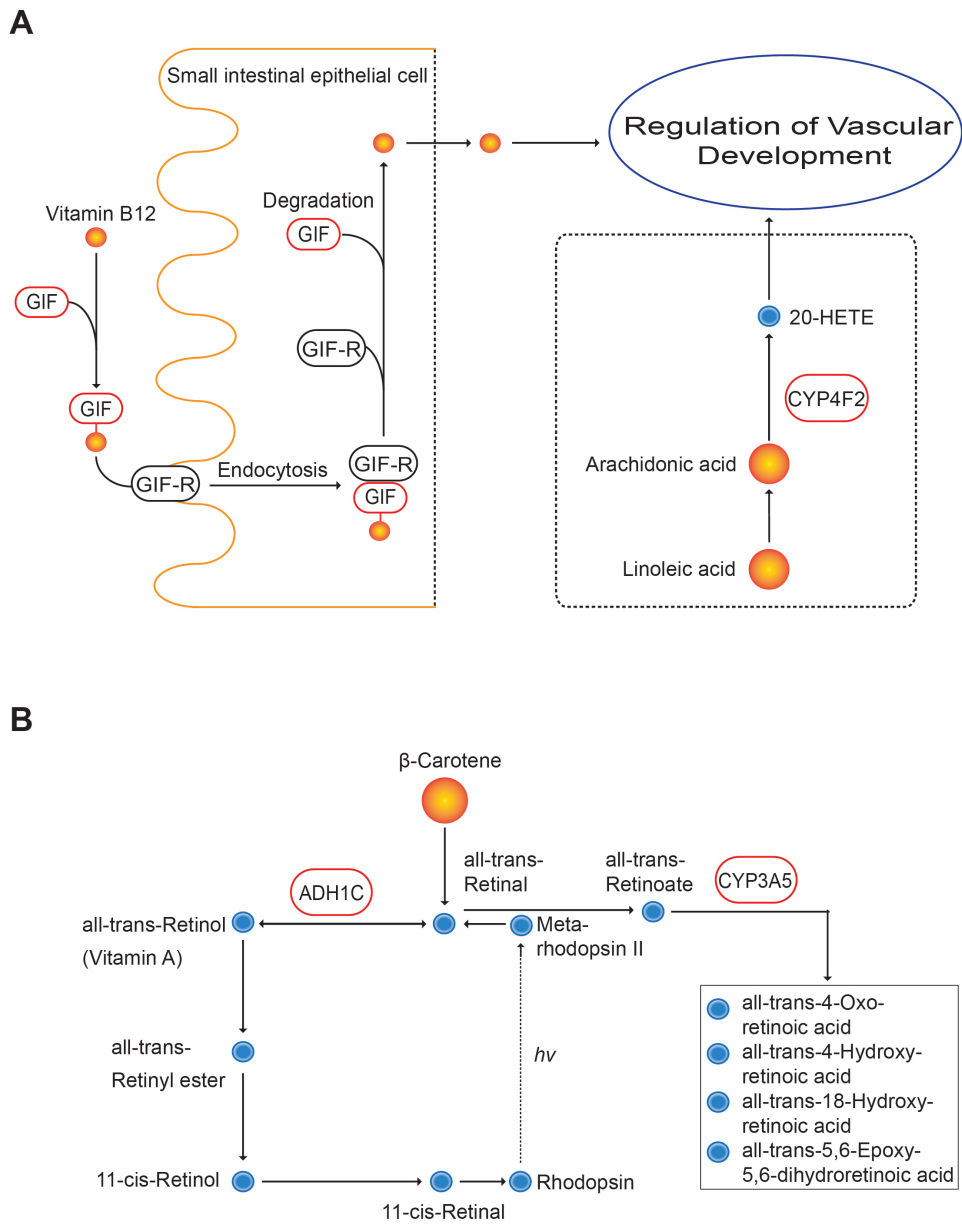 A
Small intestinal epithelial cell
Regulation of Vascular
Development
Vitamin B12
Degradation
GIF
GIF
20-HETE
GIF-R
CYP4F2
GIF
Arachidonic acid
GIF-R
Endocytosis
GIF-R
GIF
Linoleic acid
B
β-Carotene
all-trans-
Retinal
all-trans-
Retinoate
CYP3A5
ADH1C
all-trans-Retinol
(Vitamin A)
Meta-
rhodopsin II
all-trans-
Retinyl ester
hv
all-trans-4-Oxo-
retinoic acid
all-trans-4-Hydroxy-
retinoic acid
all-trans-18-Hydroxy-
retinoic acid
all-trans-5,6-Epoxy-
5,6-dihydroretinoic acid
11-cis-Retinol
11-cis-Retinal
Rhodopsin